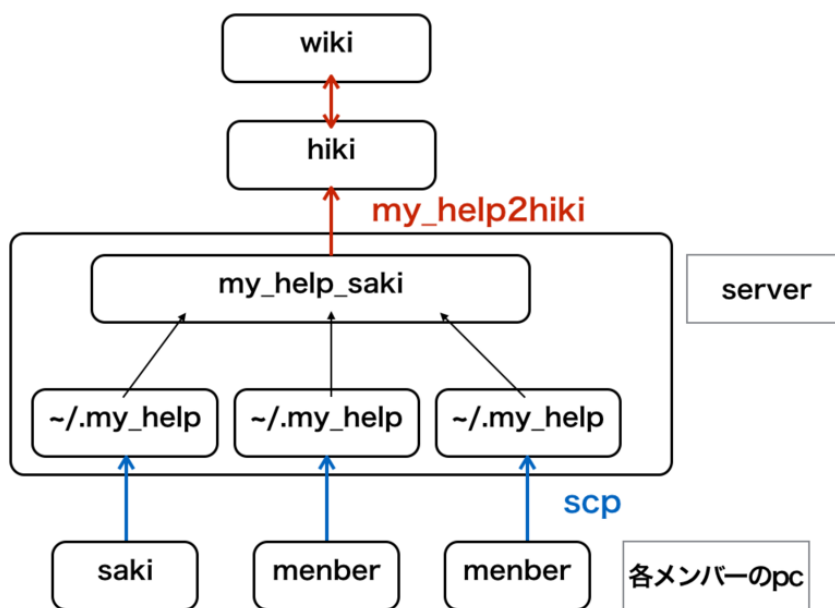 wiki
hiki
my_help2hiki
my_help_saki
server
~/.my_help
~/.my_help
~/.my_help
scp
saki
menber
menber
各メンバーのpc